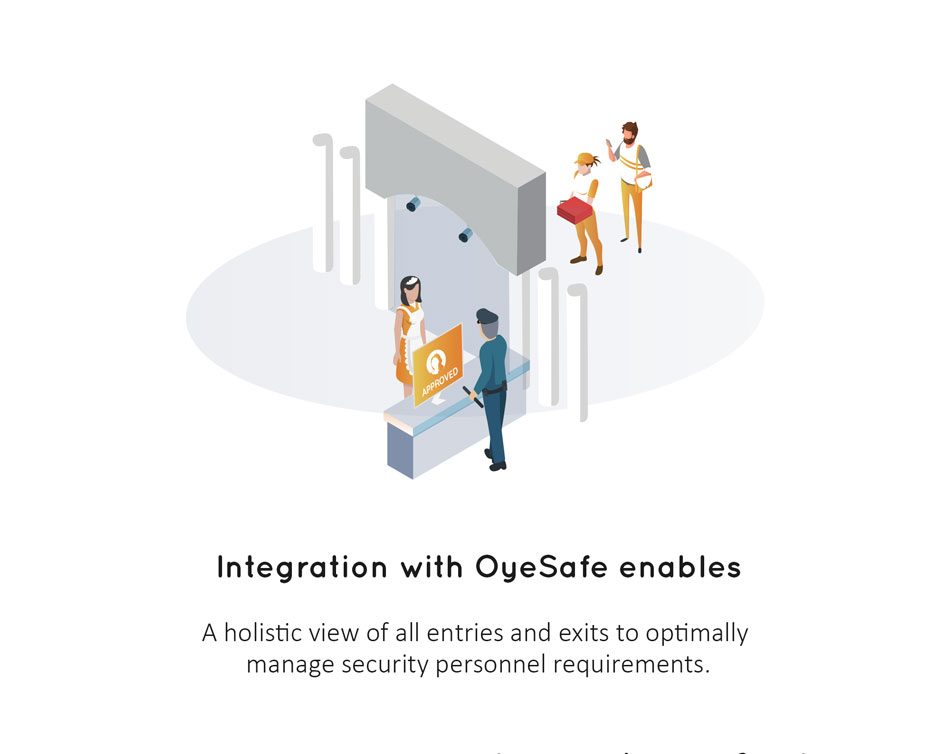 APPROVED
Integration with OyeSafe enables
A holistic view of all entries and exits to optimally
manage security personnel requirements.